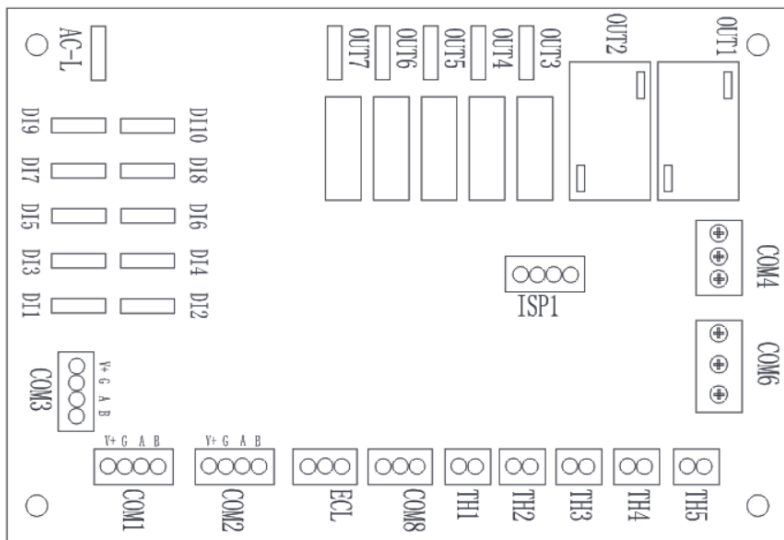 AC-L
OUT7
OUT6
OUT5
OUT4
OUT3
OUT2
OUT1
DI9
DI10
DI7
DI8
DI5
DI6
DI3
DI4
DI1
DI2
ISP1
COM4
COM6
COM3
V+ G A B
V+ G A B
V+ G A B
COM1
COM2
ECL
COM8
TH1
TH2
TH3
TH4
TH5